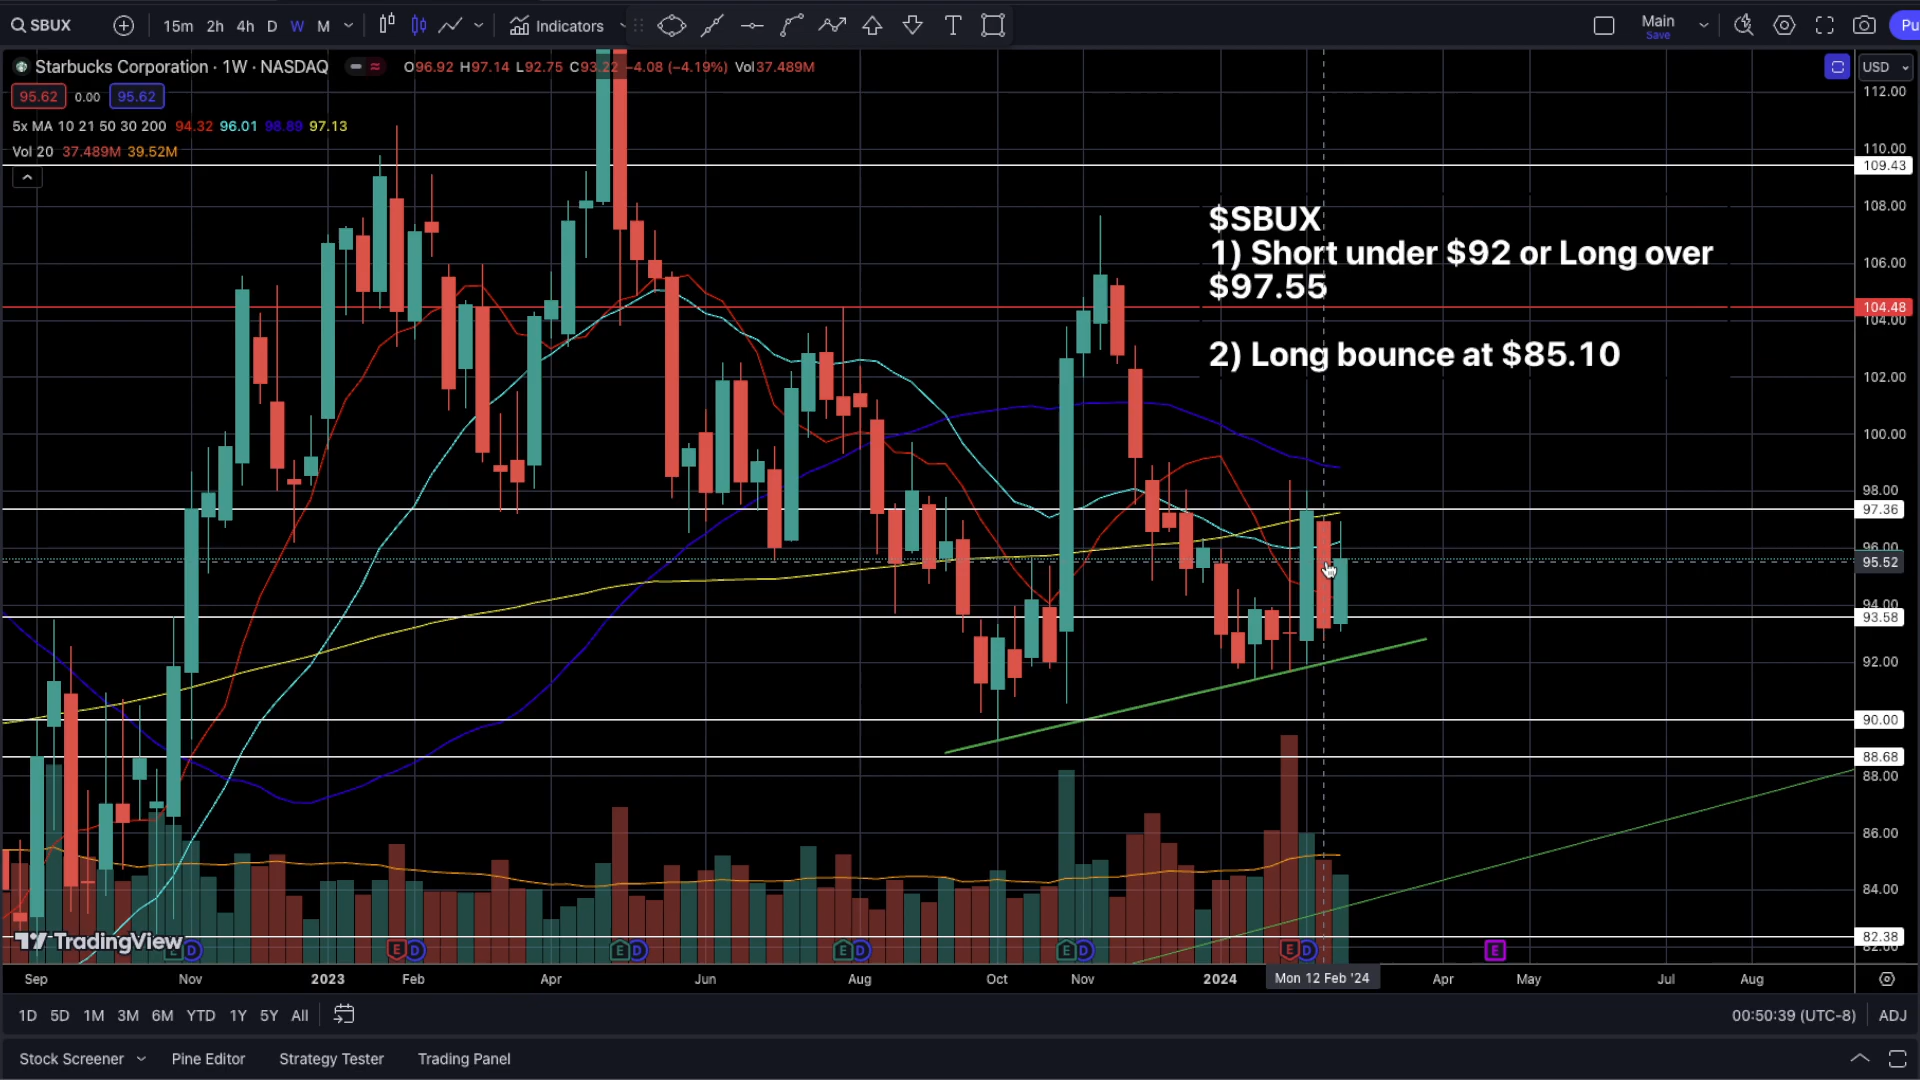 SBUX 15m 2h 4h D W M Indicators Main Save Pu
Starbucks Corporation · 1W · NASDAQ O96.92 H97.14 L92.75 C93.22 −4.08 (−4.19%) Vol37.489M USD
95.62 0.00 95.62
5x MA 10 21 50 30 200 94.32 96.01 98.89 97.13
Vol 20 37.489M 39.52M
$SBUX
1) Short under $92 or Long over
$97.55
2) Long bounce at $85.10
112.00
110.00
109.43
108.00
106.00
104.48
104.00
102.00
100.00
98.00
97.36
96.00
95.52
94.00
93.58
92.00
90.00
88.68
88.00
86.00
84.00
82.38
82.00
TradingView
E D E D E D E D E D E D E
Sep Nov 2023 Feb Apr Jun Aug Oct Nov 2024 Mon 12 Feb '24 Apr May Jul Aug
1D 5D 1M 3M 6M YTD 1Y 5Y All 00:50:39 (UTC-8) ADJ
Stock Screener Pine Editor Strategy Tester Trading Panel